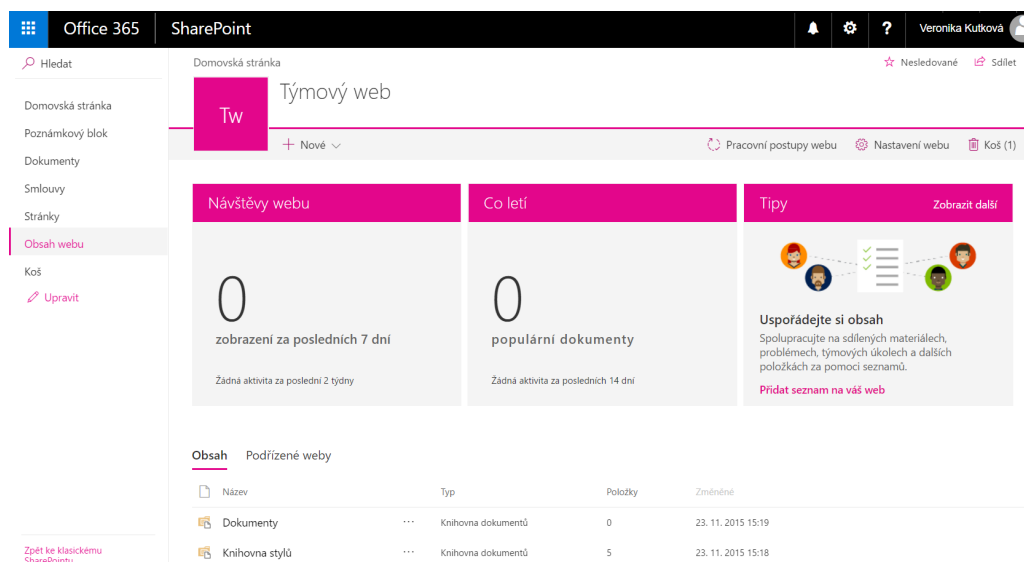 Office 365 SharePoint ? Veronika Kutková
Hledat
Domovská stránka
Poznámkový blok
Dokumenty
Smlouvy
Stránky
Obsah webu
Koš
Upravit
Zpět ke klasickému
SharePointu
Domovská stránka
Nesledované Sdílet
Tw
Týmový web
Nové
Pracovní postupy webu Nastavení webu Koš (1)
Návštěvy webu
0
zobrazení za posledních 7 dní
Žádná aktivita za poslední 2 týdny
Co letí
0
populární dokumenty
Žádná aktivita za posledních 14 dní
Tipy Zobrazit další
Uspořádejte si obsah
Spolupracujte na sdílených materiálech,
problémech, týmových úkolech a dalších
položkách za pomoci seznamů.
Přidat seznam na váš web
Obsah Podřízené weby
Název Typ Položky Změněné
Dokumenty ... Knihovna dokumentů 0 23. 11. 2015 15:19
Knihovna stylů ... Knihovna dokumentů 5 23. 11. 2015 15:18